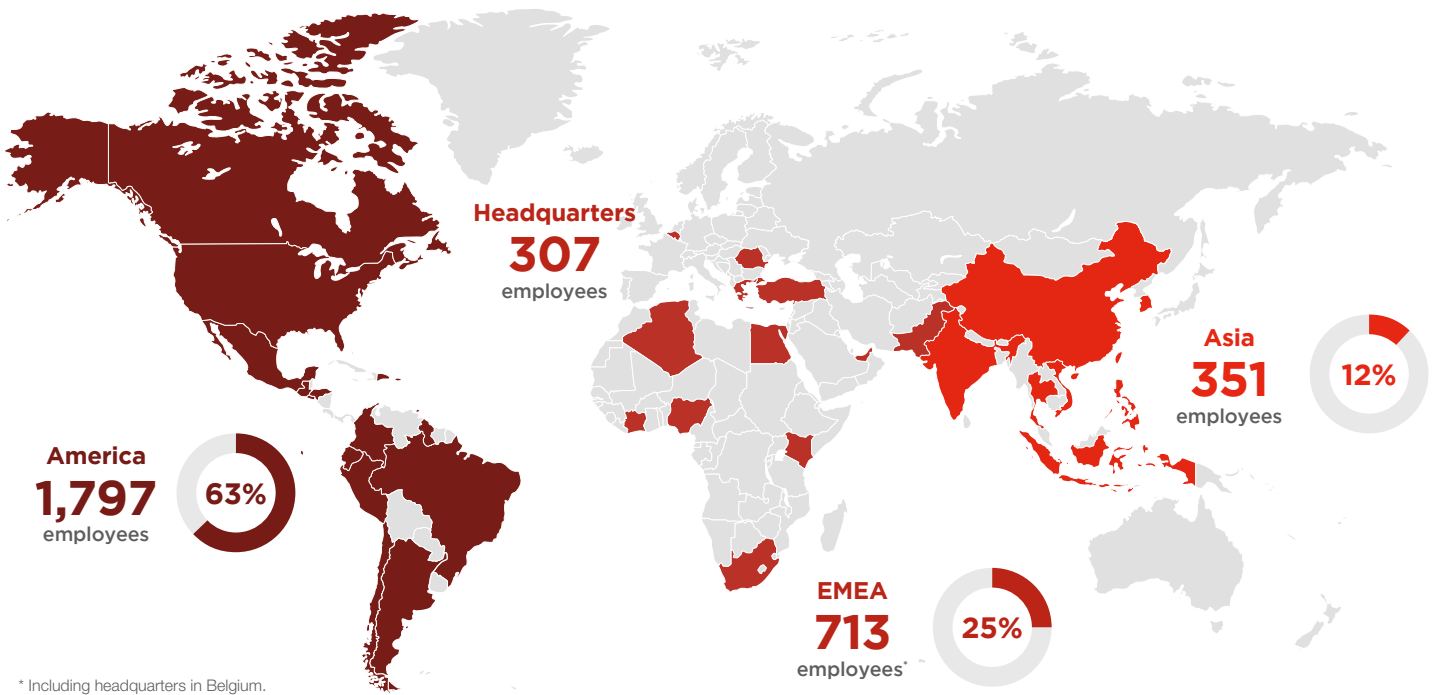 Headquarters
307
employees
Asia
351
employees
12%
America
1,797
employees
63%
EMEA
713
employees*
25%
* Including headquarters in Belgium.